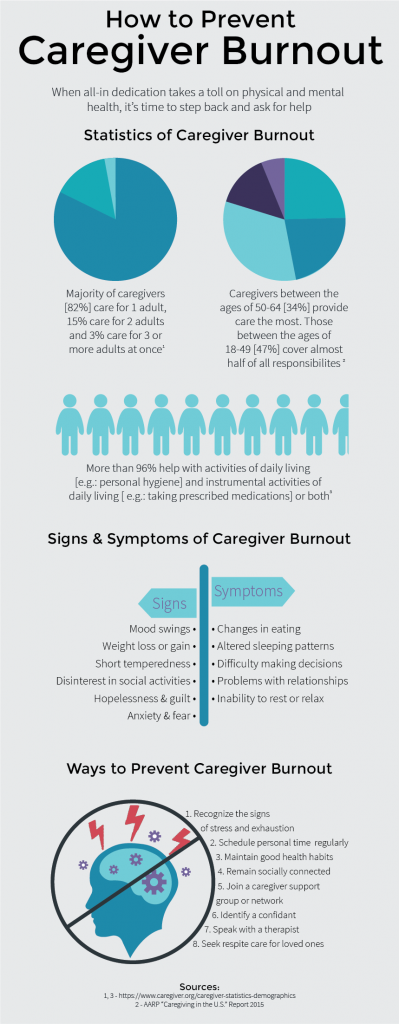 How to Prevent
Caregiver Burnout
When all-in dedication takes a toll on physical and mental
health, it's time to step back and ask for help
Statistics of Caregiver Burnout
Majority of caregivers
[82%] care for 1 adult,
15% care for 2 adults
and 3% care for 3 or
more adults at once¹
Caregivers between the
ages of 50-64 [34%] provide
care the most. Those
between the ages of
18-49 [47%] cover almost
half of all responsibilites ²
More than 96% help with activities of daily living
[e.g.: personal hygiene] and instrumental activities of
daily living [ e.g.: taking prescribed medications] or both³
Signs & Symptoms of Caregiver Burnout
Signs
Mood swings •
Weight loss or gain •
Short temperedness •
Disinterest in social activities •
Hopelessness & guilt •
Anxiety & fear •
Symptoms
• Changes in eating
• Altered sleeping patterns
• Difficulty making decisions
• Problems with relationships
• Inability to rest or relax
Ways to Prevent Caregiver Burnout
1. Recognize the signs
of stress and exhaustion
2. Schedule personal time regularly
3. Maintain good health habits
4. Remain socially connected
5. Join a caregiver support
group or network
6. Identify a confidant
7. Speak with a therapist
8. Seek respite care for loved ones
Sources:
1, 3 - https://www.caregiver.org/caregiver-statistics-demographics
2 - AARP "Caregiving in the U.S." Report 2015